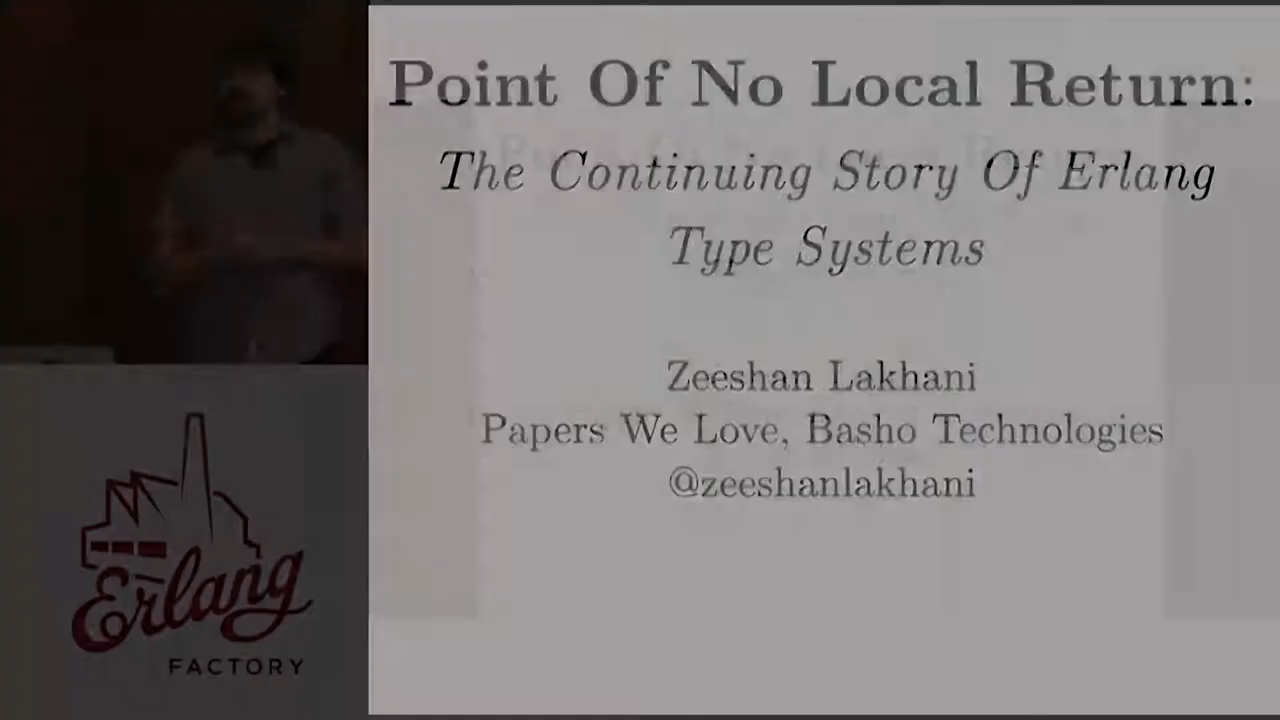 Point Of No Local Return:
The Continuing Story Of Erlang
Type Systems
Zeeshan Lakhani
Papers We Love, Basho Technologies
@zeeshanlakhani
Erlang
FACTORY